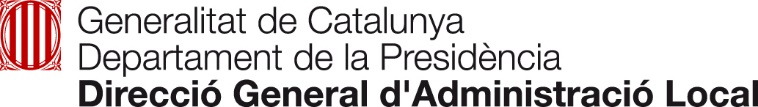 Generalitat de Catalunya
Departament de la Presidència
Direcció General d'Administració Local